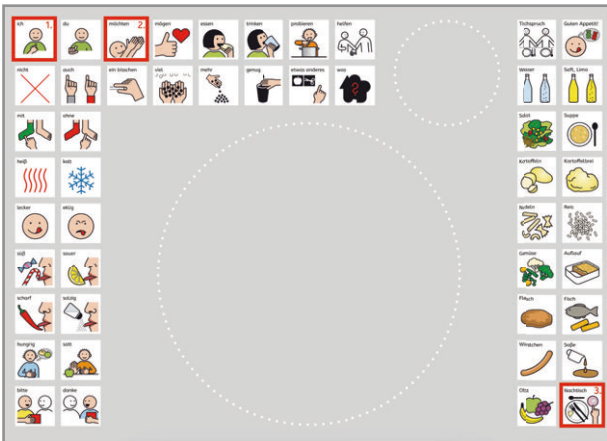 ich 1.
du
möchten 2.
mögen
essen
trinken
probieren
helfen
Tischspruch
Guten Appetit!
nicht
auch
ein bisschen
viel
mehr
genug
etwas anderes
was
Wasser
Saft, Limo
mit
ohne
Salat
Suppe
heiß
kalt
Kartoffeln
Kartoffelbrei
lecker
eklig
Nudeln
Reis
süß
sauer
Gemüse
Auflauf
scharf
salzig
Fleisch
Fisch
hungrig
satt
Würstchen
Soße
bitte
danke
Obst
Nachtisch 3.